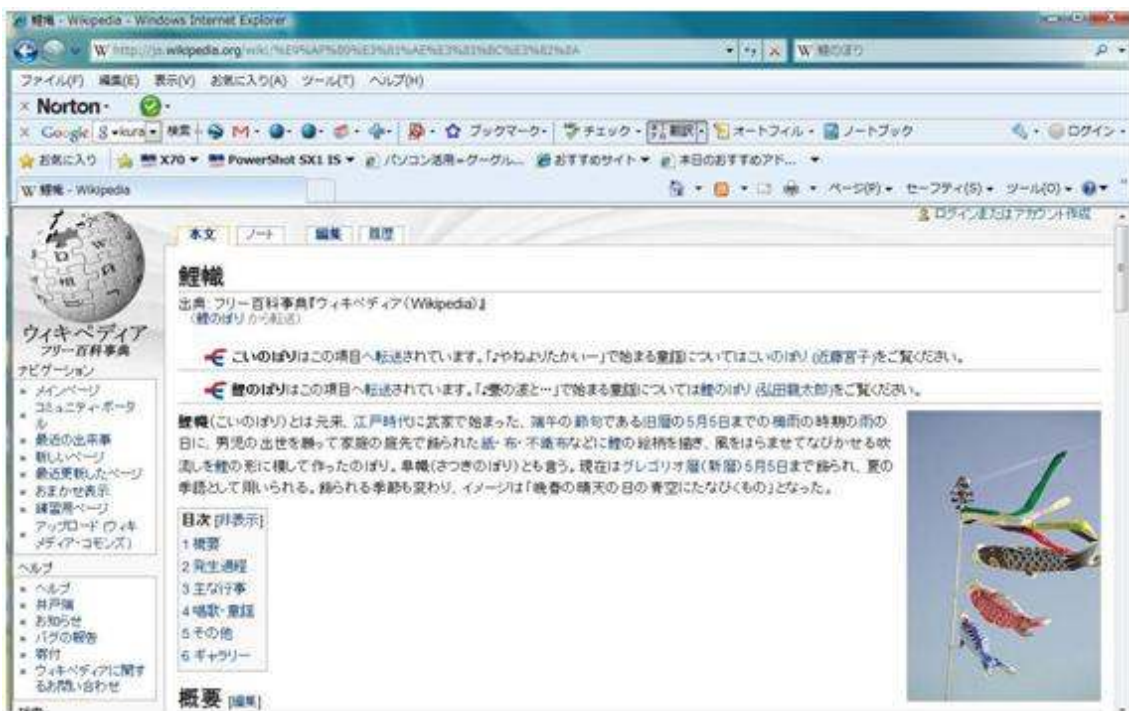 鯉幟 - Wikipedia - Windows Internet Explorer
鯉のぼり
ファイル(F) 編集(E) 表示(V) お気に入り(A) ツール(T) ヘルプ(H)
× Norton
× Google 検索 ブックマーク チェック 翻訳 オートフィル ノートブック ログイン
お気に入り X70 PowerShot SX1 IS パソコン活用=グーグル... おすすめサイト 本日のおすすめアド...
鯉幟 - Wikipedia ページ(P) セーフティ(S) ツール(O)
ログインまたはアカウント作成
本文 ノート 編集 履歴
鯉幟
出典: フリー百科事典『ウィキペディア(Wikipedia)』
(鯉のぼり から転送)
こいのぼりはこの項目へ転送されています。「♪やねよりたかいー」で始まる童謡についてはこいのぼり (近藤宮子)をご覧ください。
鯉のぼりはこの項目へ転送されています。「♪甍の波と…」で始まる童謡については鯉のぼり (弘田龍太郎)をご覧ください。
鯉幟(こいのぼり)とは元来、江戸時代に武家で始まった、端午の節句である旧暦の5月5日までの梅雨の時期の雨の
日に、男児の出世を願って家庭の庭先で飾られた紙・布・不織布などに鯉の絵柄を描き、風をはらませてなびかせる吹
流しを鯉の形に模して作ったのぼり。皐幟(さつきのぼり)とも言う。現在はグレゴリオ暦(新暦)5月5日まで飾られ、夏の
季語として用いられる。飾られる季節も変わり、イメージは「晩春の晴天の日の青空にたなびくもの」となった。
目次 [非表示]
1 概要
2 発生過程
3 主な行事
4 唱歌・童謡
5 その他
6 ギャラリー
概要 [編集]
ウィキペディア
フリー百科事典
ナビゲーション
メインページ
コミュニティ・ポータ
ル
最近の出来事
新しいページ
最近更新したページ
おまかせ表示
練習用ページ
アップロード (ウィキ
メディア・コモンズ)
ヘルプ
ヘルプ
井戸端
お知らせ
バグの報告
寄付
ウィキペディアに関す
るお問い合わせ